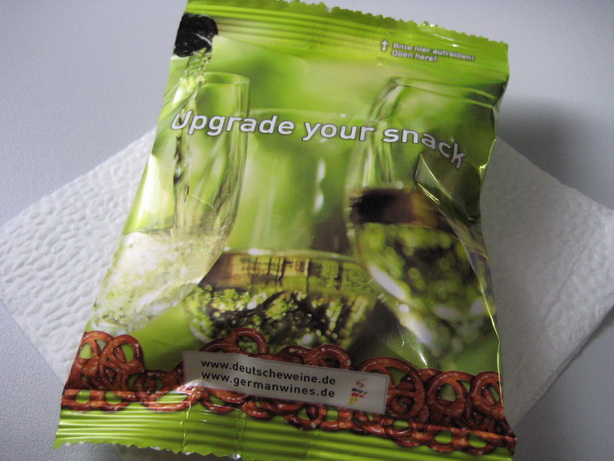 Bitte hier aufreißen!
Open here!
Upgrade your snack
www.deutscheweine.de
www.germanwines.de